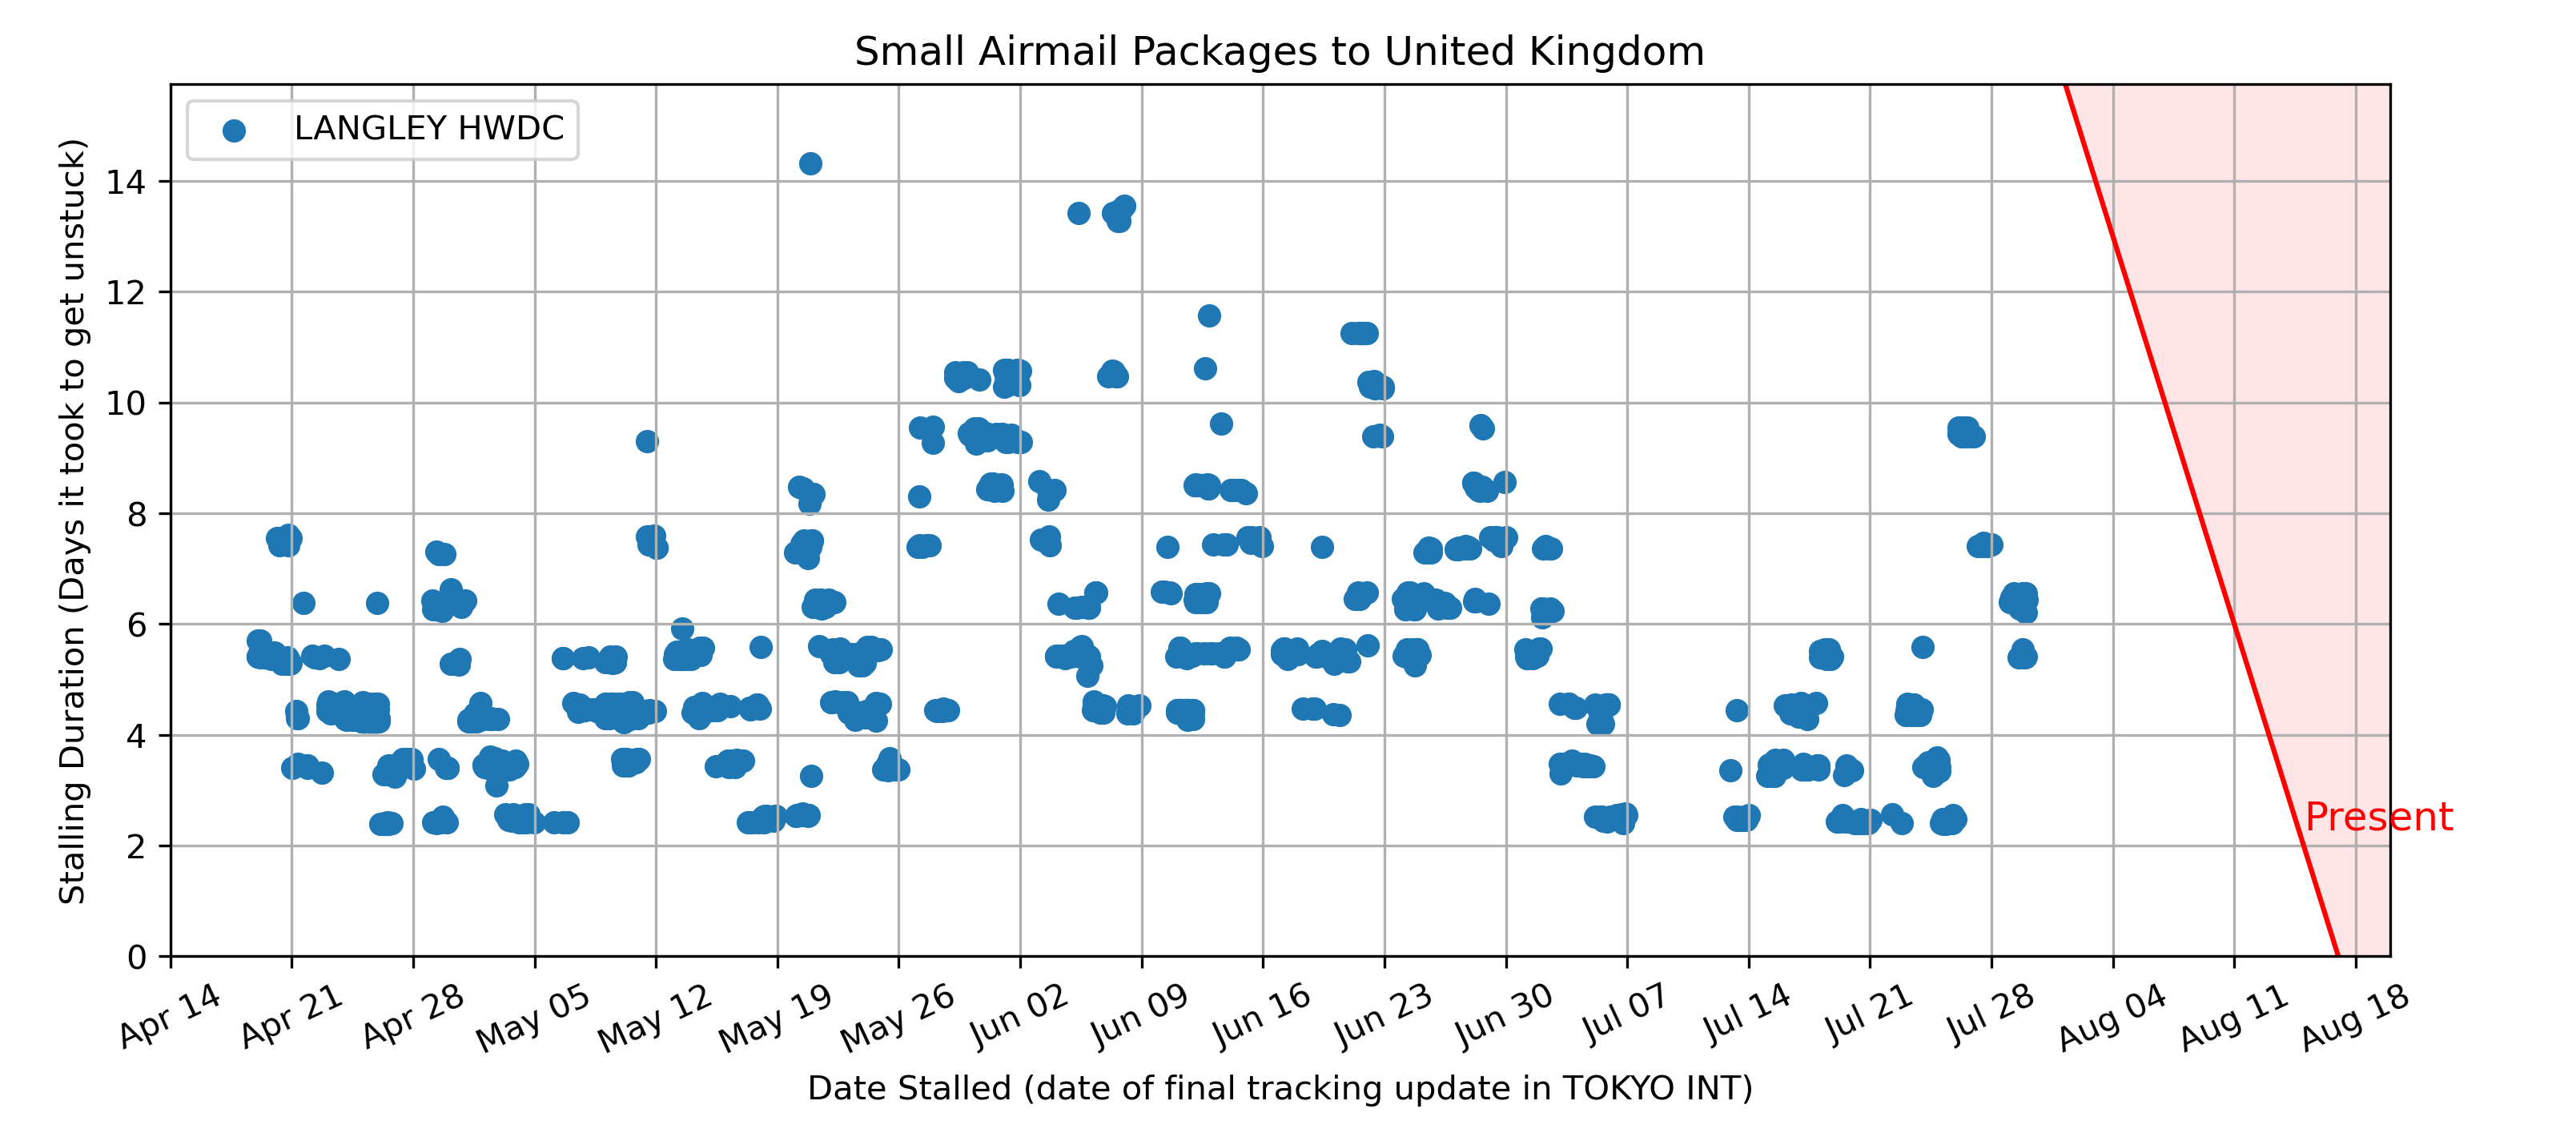 Small Airmail Packages to United Kingdom
LANGLEY HWDC
Stalling Duration (Days it took to get unstuck)
14
12
10
8
6
4
2
0
Present
Apr 14
Apr 21
Apr 28
May 05
May 12
May 19
May 26
Jun 02
Jun 09
Jun 16
Jun 23
Jun 30
Jul 07
Jul 14
Jul 21
Jul 28
Aug 04
Aug 11
Aug 18
Date Stalled (date of final tracking update in TOKYO INT)